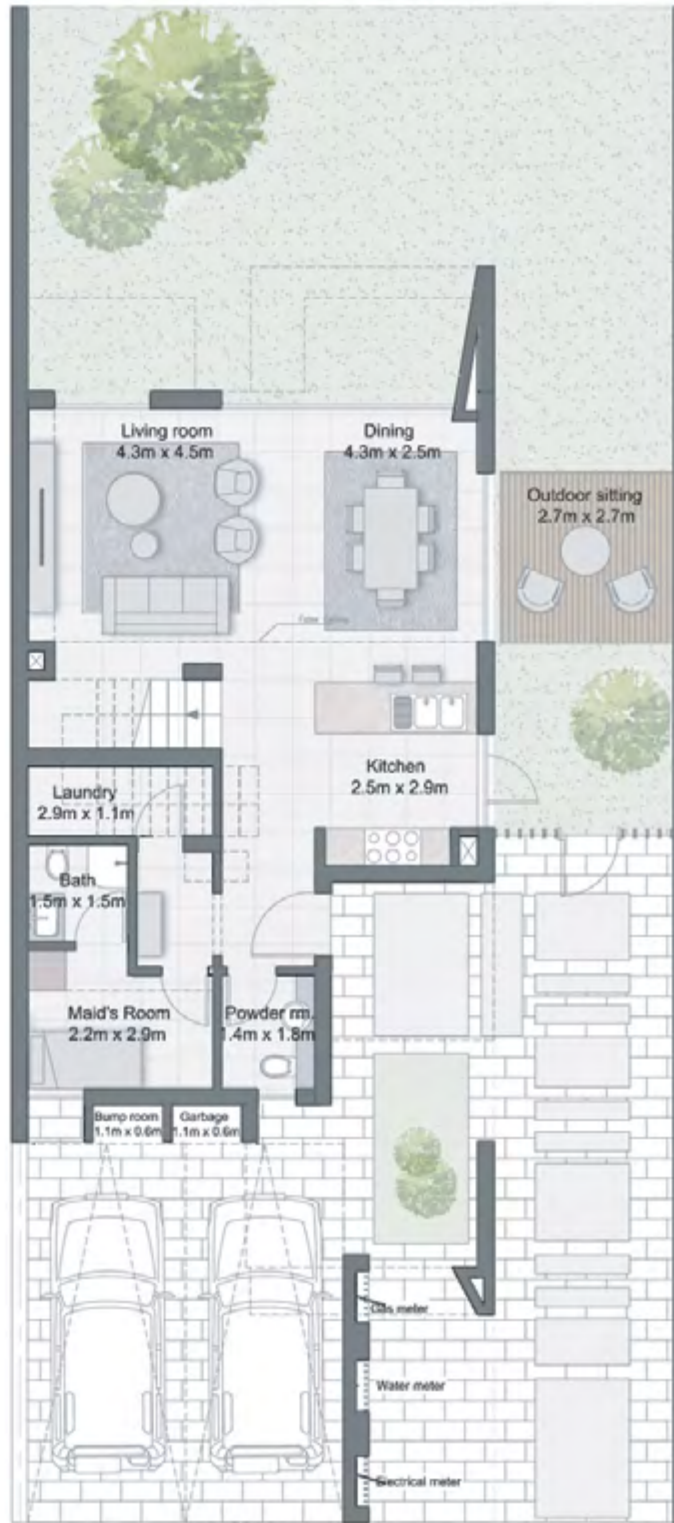 Living room
4.3m x 4.5m
Dining
4.3m x 2.5m
Outdoor sitting
2.7m x 2.7m
Kitchen
2.5m x 2.9m
Laundry
2.9m x 1.1m
Bath
1.5m x 1.5m
Maid's Room
2.2m x 2.9m
Powder rm.
1.4m x 1.8m
Bump room
1.1m x 0.6m
Garbage
1.1m x 0.6m
Gas meter
Water meter
Electrical meter